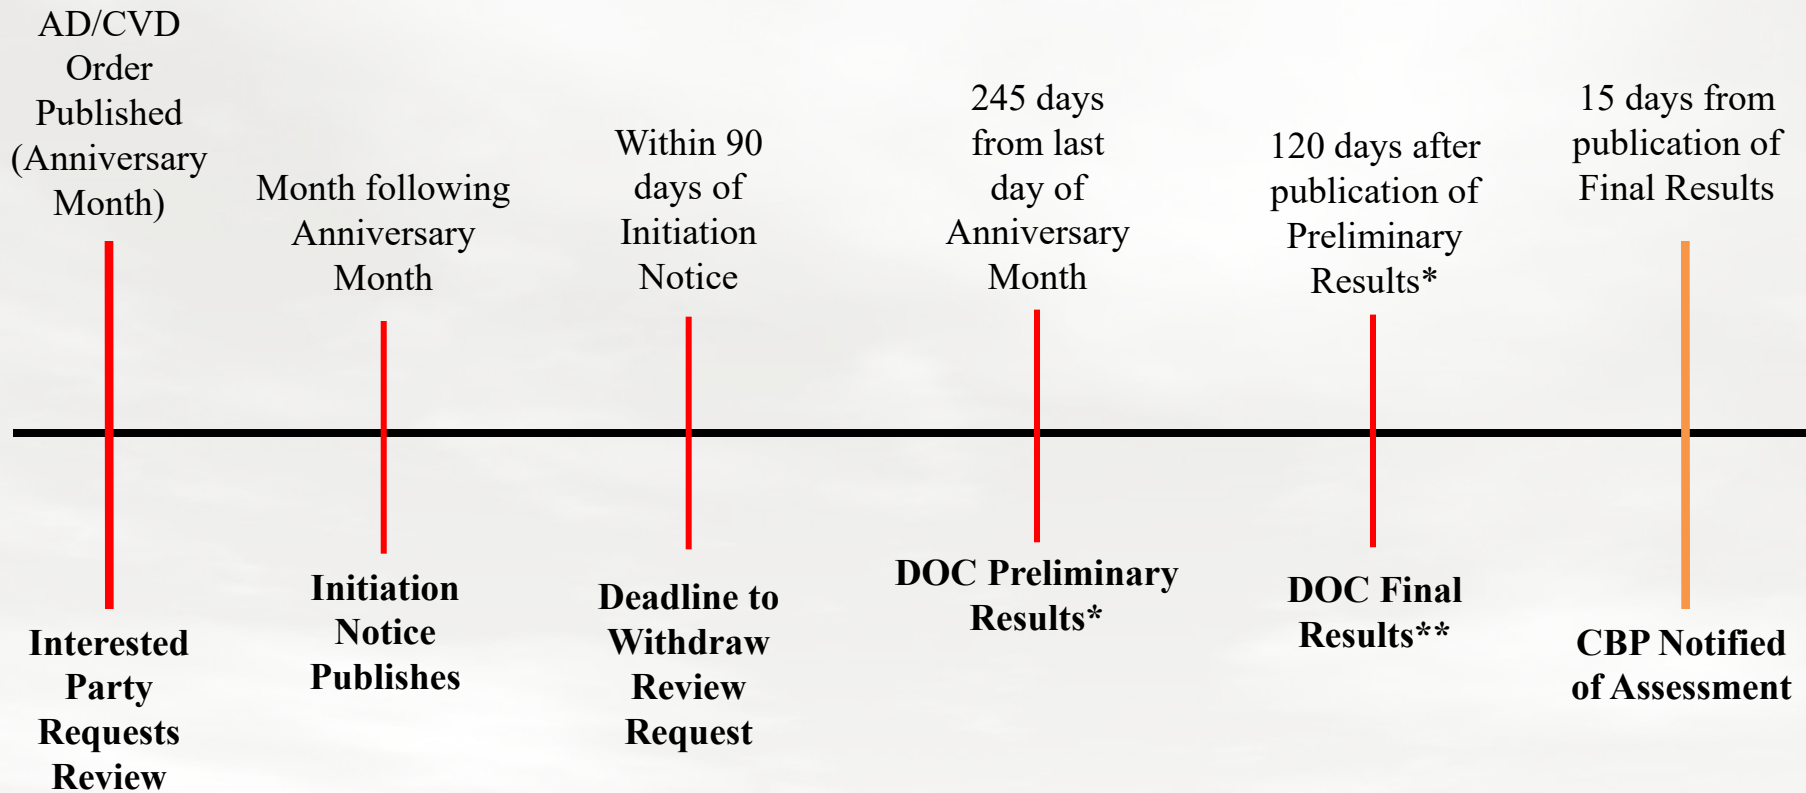 AD/CVD
Order
Published
(Anniversary
Month)
Month following
Anniversary
Month
Within 90
days of
Initiation
Notice
245 days
from last
day of
Anniversary
Month
120 days after
publication of
Preliminary
Results*
15 days from
publication of
Final Results
Interested
Party
Requests
Review
Initiation
Notice
Publishes
Deadline to
Withdraw
Review
Request
DOC Preliminary
Results*
DOC Final
Results**
CBP Notified
of Assessment